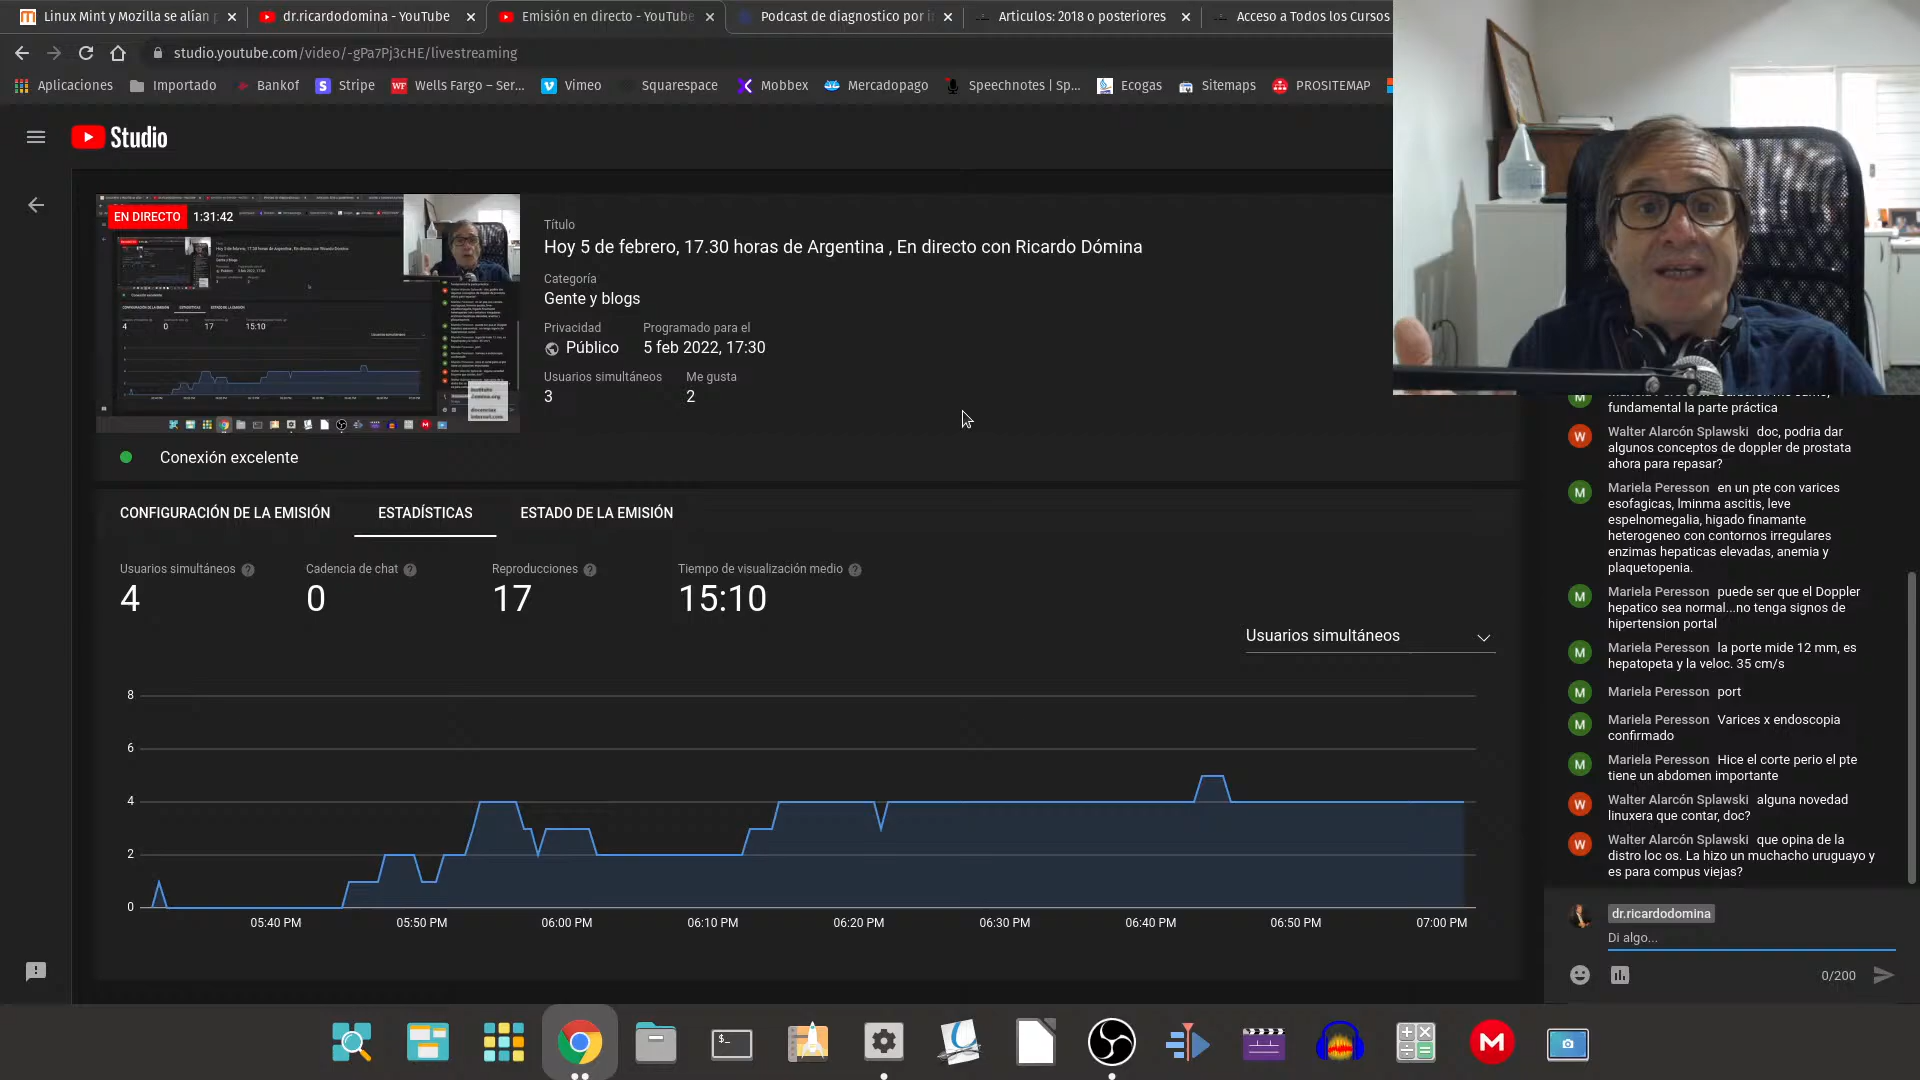 Linux Mint y Mozilla se alían p
dr.ricardodomina - YouTube
Emisión en directo - YouTube
Podcast de diagnostico por i
Articulos: 2018 o posteriores
Acceso a Todos los Cursos
studio.youtube.com/video/-gPa7Pj3cHE/livestreaming
Aplicaciones
Importado
Bankof
Stripe
Wells Fargo – Ser...
Vimeo
Squarespace
Mobbex
Mercadopago
Speechnotes | Sp...
Ecogas
Sitemaps
PROSITEMAP
Studio
EN DIRECTO 1:31:42
Título
Hoy 5 de febrero, 17.30 horas de Argentina , En directo con Ricardo Dómina
Categoría
Gente y blogs
Privacidad
Público
Programado para el
5 feb 2022, 17:30
Usuarios simultáneos
3
Me gusta
2
Conexión excelente
CONFIGURACIÓN DE LA EMISIÓN
ESTADÍSTICAS
ESTADO DE LA EMISIÓN
Usuarios simultáneos
4
Cadencia de chat
0
Reproducciones
17
Tiempo de visualización medio
15:10
Usuarios simultáneos
8
6
4
2
0
05:40 PM
05:50 PM
06:00 PM
06:10 PM
06:20 PM
06:30 PM
06:40 PM
06:50 PM
07:00 PM
fundamental la parte práctica
Walter Alarcón Splawski doc, podria dar
algunos conceptos de doppler de prostata
ahora para repasar?
Mariela Peresson en un pte con varices
esofagicas, lminma ascitis, leve
espelnomegalia, higado finamante
heterogeneo con contornos irregulares
enzimas hepaticas elevadas, anemia y
plaquetopenia.
Mariela Peresson puede ser que el Doppler
hepatico sea normal...no tenga signos de
hipertension portal
Mariela Peresson la porte mide 12 mm, es
hepatopeta y la veloc. 35 cm/s
Mariela Peresson port
Mariela Peresson Varices x endoscopia
confirmado
Mariela Peresson Hice el corte perio el pte
tiene un abdomen importante
Walter Alarcón Splawski alguna novedad
linuxera que contar, doc?
Walter Alarcón Splawski que opina de la
distro loc os. La hizo un muchacho uruguayo y
es para compus viejas?
dr.ricardodomina
Di algo...
0/200